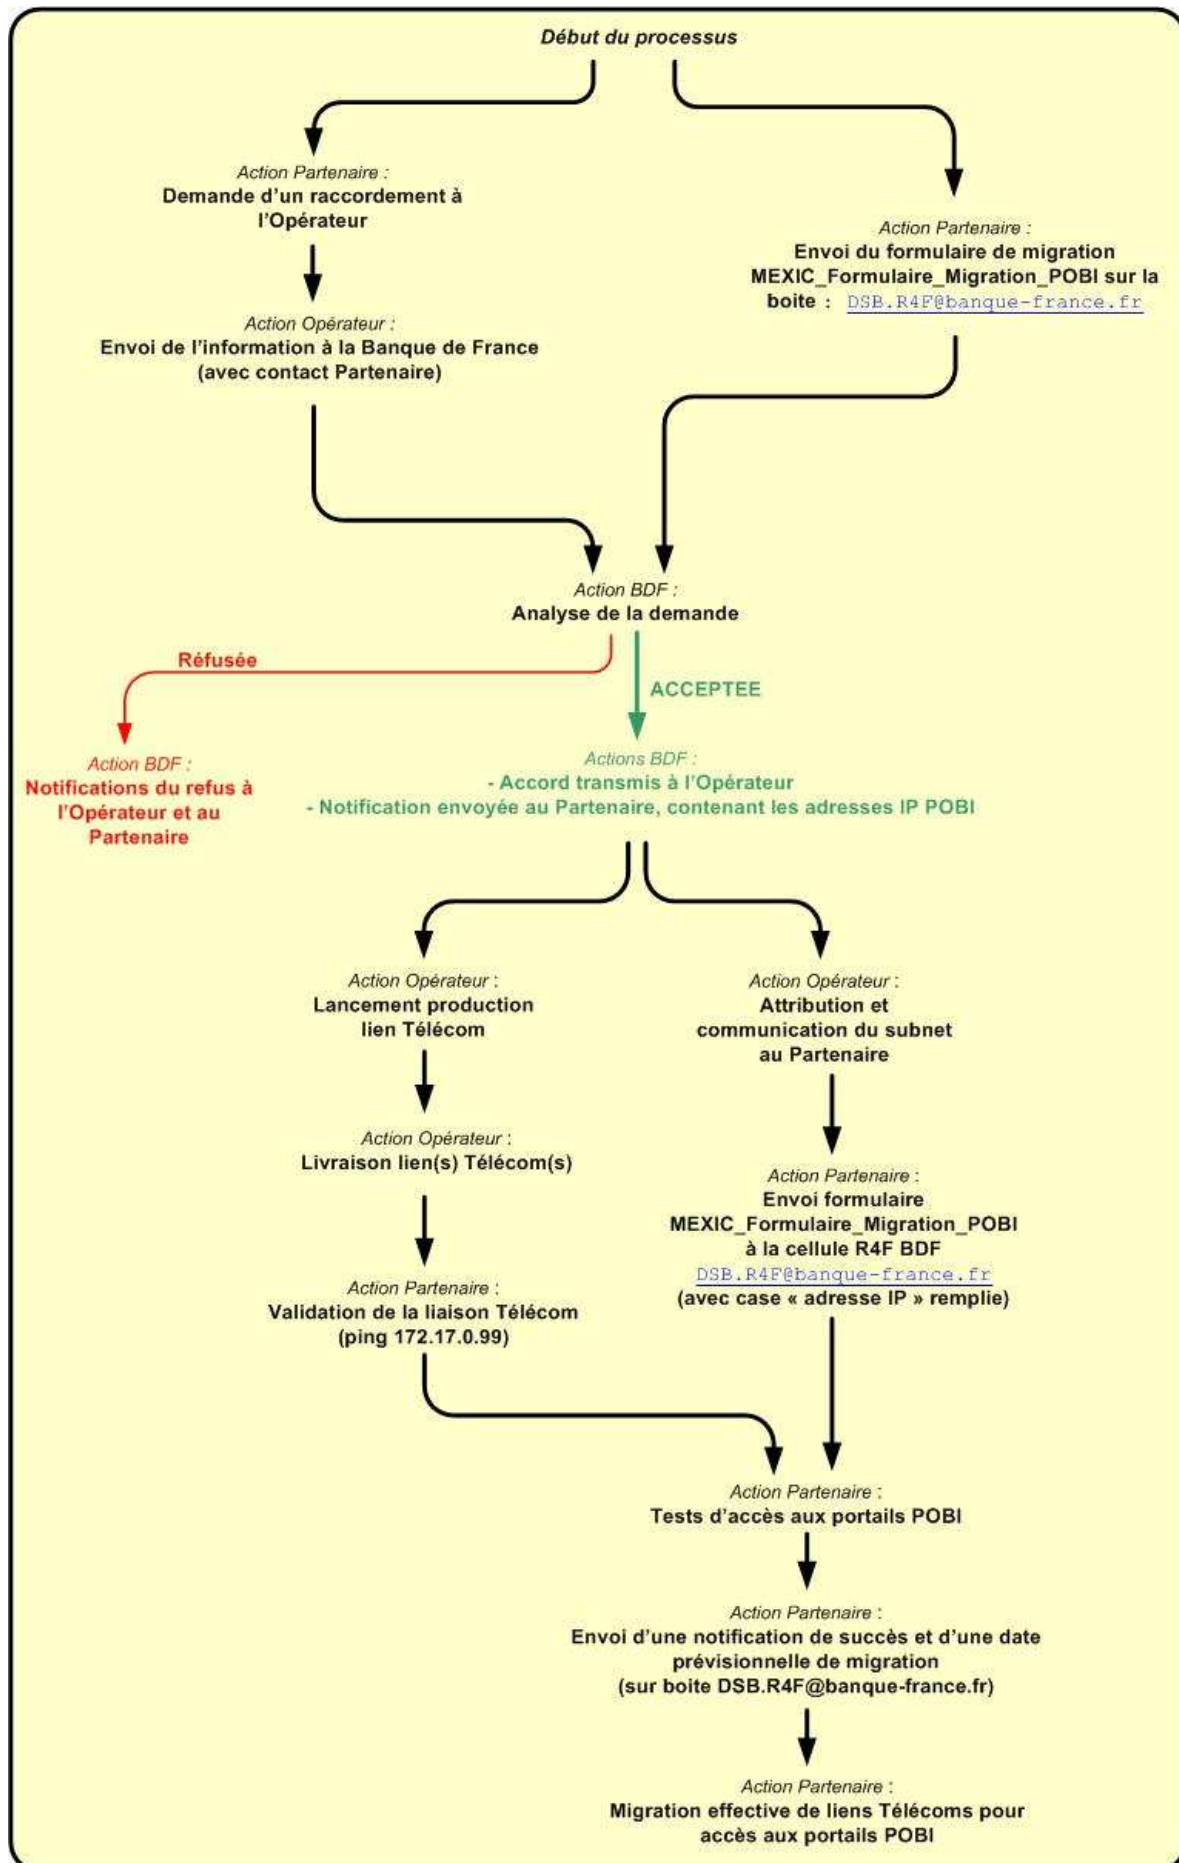 Début du processus
Action Partenaire :
Demande d'un raccordement à
l'Opérateur
Action Partenaire :
Envoi du formulaire de migration
MEXIC_Formulaire_Migration_POBI sur la
boite : DSB.R4F@banque-france.fr
Action Opérateur :
Envoi de l'information à la Banque de France
(avec contact Partenaire)
Action BDF :
Analyse de la demande
Réfusée
ACCEPTEE
Action BDF :
Notifications du refus à
l'Opérateur et au
Partenaire
Actions BDF :
- Accord transmis à l'Opérateur
- Notification envoyée au Partenaire, contenant les adresses IP POBI
Action Opérateur :
Lancement production
lien Télécom
Action Opérateur :
Livraison lien(s) Télécom(s)
Action Partenaire :
Validation de la liaison Télécom
(ping 172.17.0.99)
Action Opérateur :
Attribution et
communication du subnet
au Partenaire
Action Partenaire :
Envoi formulaire
MEXIC_Formulaire_Migration_POBI
à la cellule R4F BDF
DSB.R4F@banque-france.fr
(avec case « adresse IP » remplie)
Action Partenaire :
Tests d'accès aux portails POBI
Action Partenaire :
Envoi d'une notification de succès et d'une date
prévisionnelle de migration
(sur boite DSB.R4F@banque-france.fr)
Action Partenaire :
Migration effective de liens Télécoms pour
accès aux portails POBI